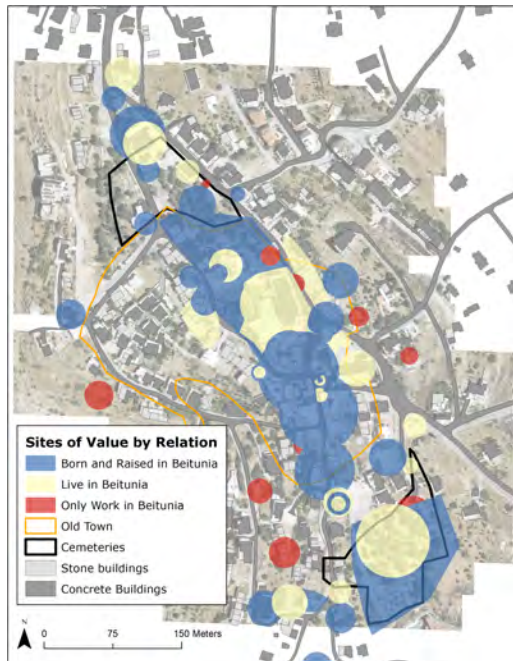 Sites of Value by Relation
Born and Raised in Beitunia
Live in Beitunia
Only Work in Beitunia
Old Town
Cemeteries
Stone buildings
Concrete Buildings
N
0 75 150 Meters